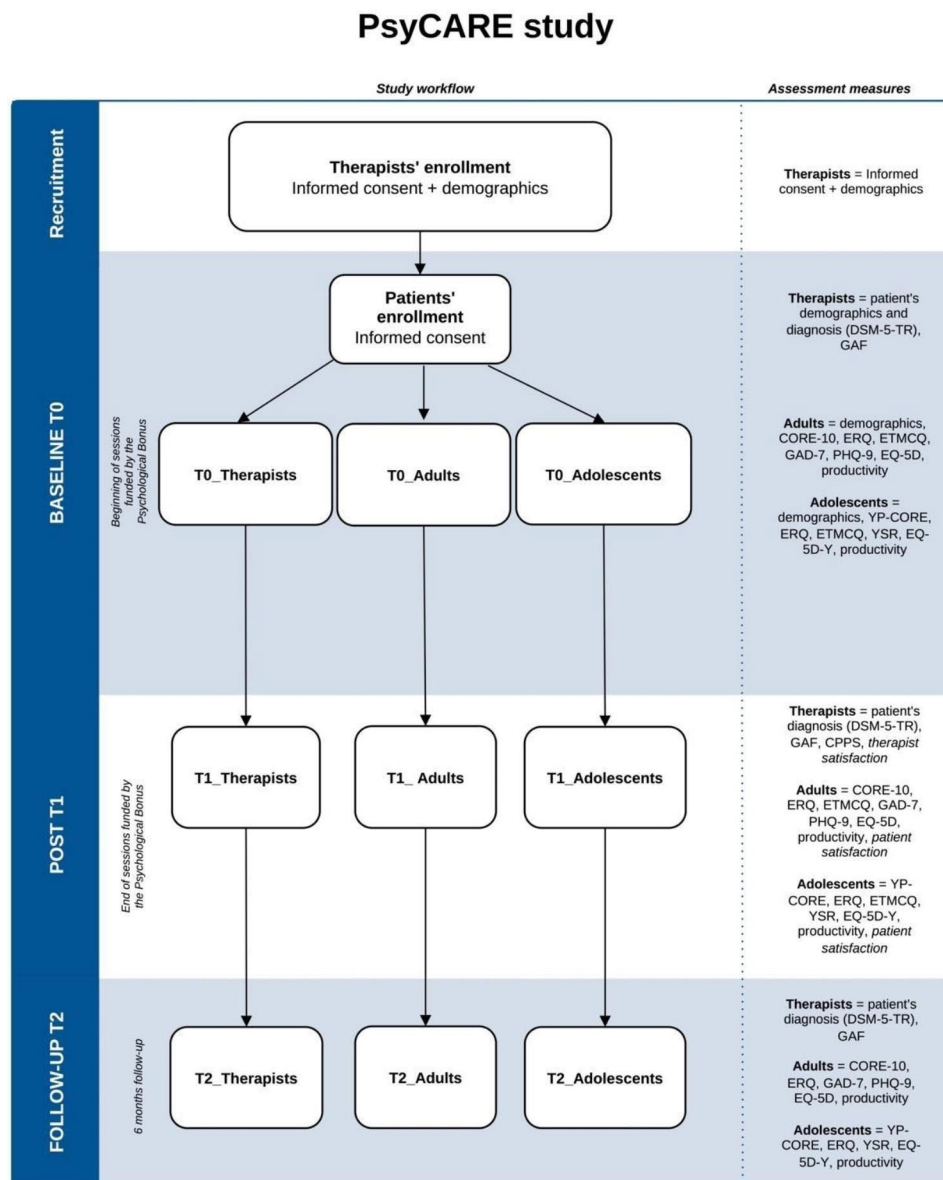 PsyCARE study
Study workflow
Assessment measures
Recruitment
Therapists' enrollment
Informed consent + demographics
Therapists = Informed
consent + demographics
BASELINE T0
Beginning of sessions
funded by the
Psychological Bonus
Patients'
enrollment
Informed consent
Therapists = patient's
demographics and
diagnosis (DSM-5-TR),
GAF
T0_Therapists
T0_Adults
T0_Adolescents
Adults = demographics,
CORE-10, ERQ, ETMCQ,
GAD-7, PHQ-9, EQ-5D,
productivity
Adolescents =
demographics, YP-CORE,
ERQ, ETMCQ, YSR, EQ-
5D-Y, productivity
POST T1
End of sessions funded by
the Psychological Bonus
T1_Therapists
T1_ Adults
T1_Adolescents
Therapists = patient's
diagnosis (DSM-5-TR),
GAF, CPPS, therapist
satisfaction
Adults = CORE-10,
ERQ, ETMCQ, GAD-7,
PHQ-9, EQ-5D,
productivity, patient
satisfaction
Adolescents = YP-
CORE, ERQ, ETMCQ,
YSR, EQ-5D-Y,
productivity, patient
satisfaction
FOLLOW-UP T2
6 months follow-up
T2_Therapists
T2_Adults
T2_Adolescents
Therapists = patient's
diagnosis (DSM-5-TR),
GAF
Adults = CORE-10,
ERQ, GAD-7, PHQ-9,
EQ-5D, productivity
Adolescents = YP-
CORE, ERQ, YSR, EQ-
5D-Y, productivity